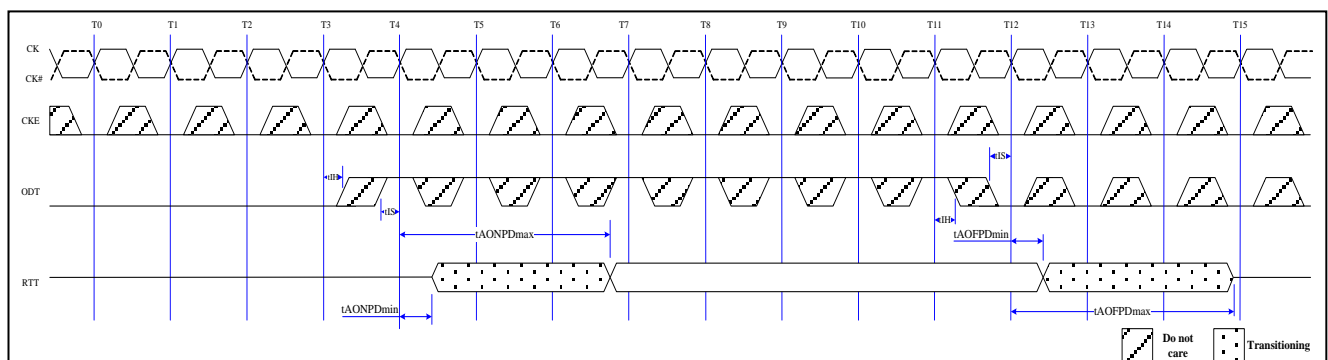 T0 T1 T2 T3 T4 T5 T6 T7 T8 T9 T10 T11 T12 T13 T14 T15
CK
CK#
CKE
tIS
ODT
tIH
tIS
tIH
tAONPDmax
tAOFPDmin
RTT
tAONPDmin
tAOFPDmax
Do not
care
Transitioning